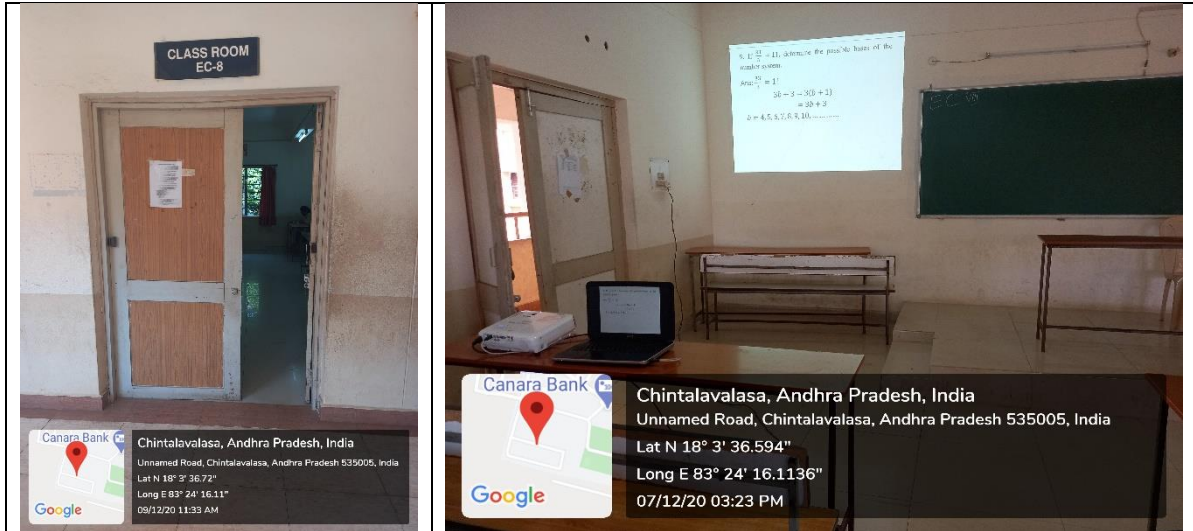 CLASS ROOM
EC-8
Canara Bank
Google
Chintalavalasa, Andhra Pradesh, India
Unnamed Road, Chintalavalasa, Andhra Pradesh 535005, India
Lat N 18° 3' 36.72"
Long E 83° 24' 16.11"
09/12/20 11:33 AM
determine the possible bases of the
number system.
= 11
3b + 3 = 3(b + 1)
= 3b + 3
b = 4, 5, 6, 7, 8, 9, 10, ............
EC
Canara Bank
Google
Chintalavalasa, Andhra Pradesh, India
Unnamed Road, Chintalavalasa, Andhra Pradesh 535005, India
Lat N 18° 3' 36.594"
Long E 83° 24' 16.1136"
07/12/20 03:23 PM